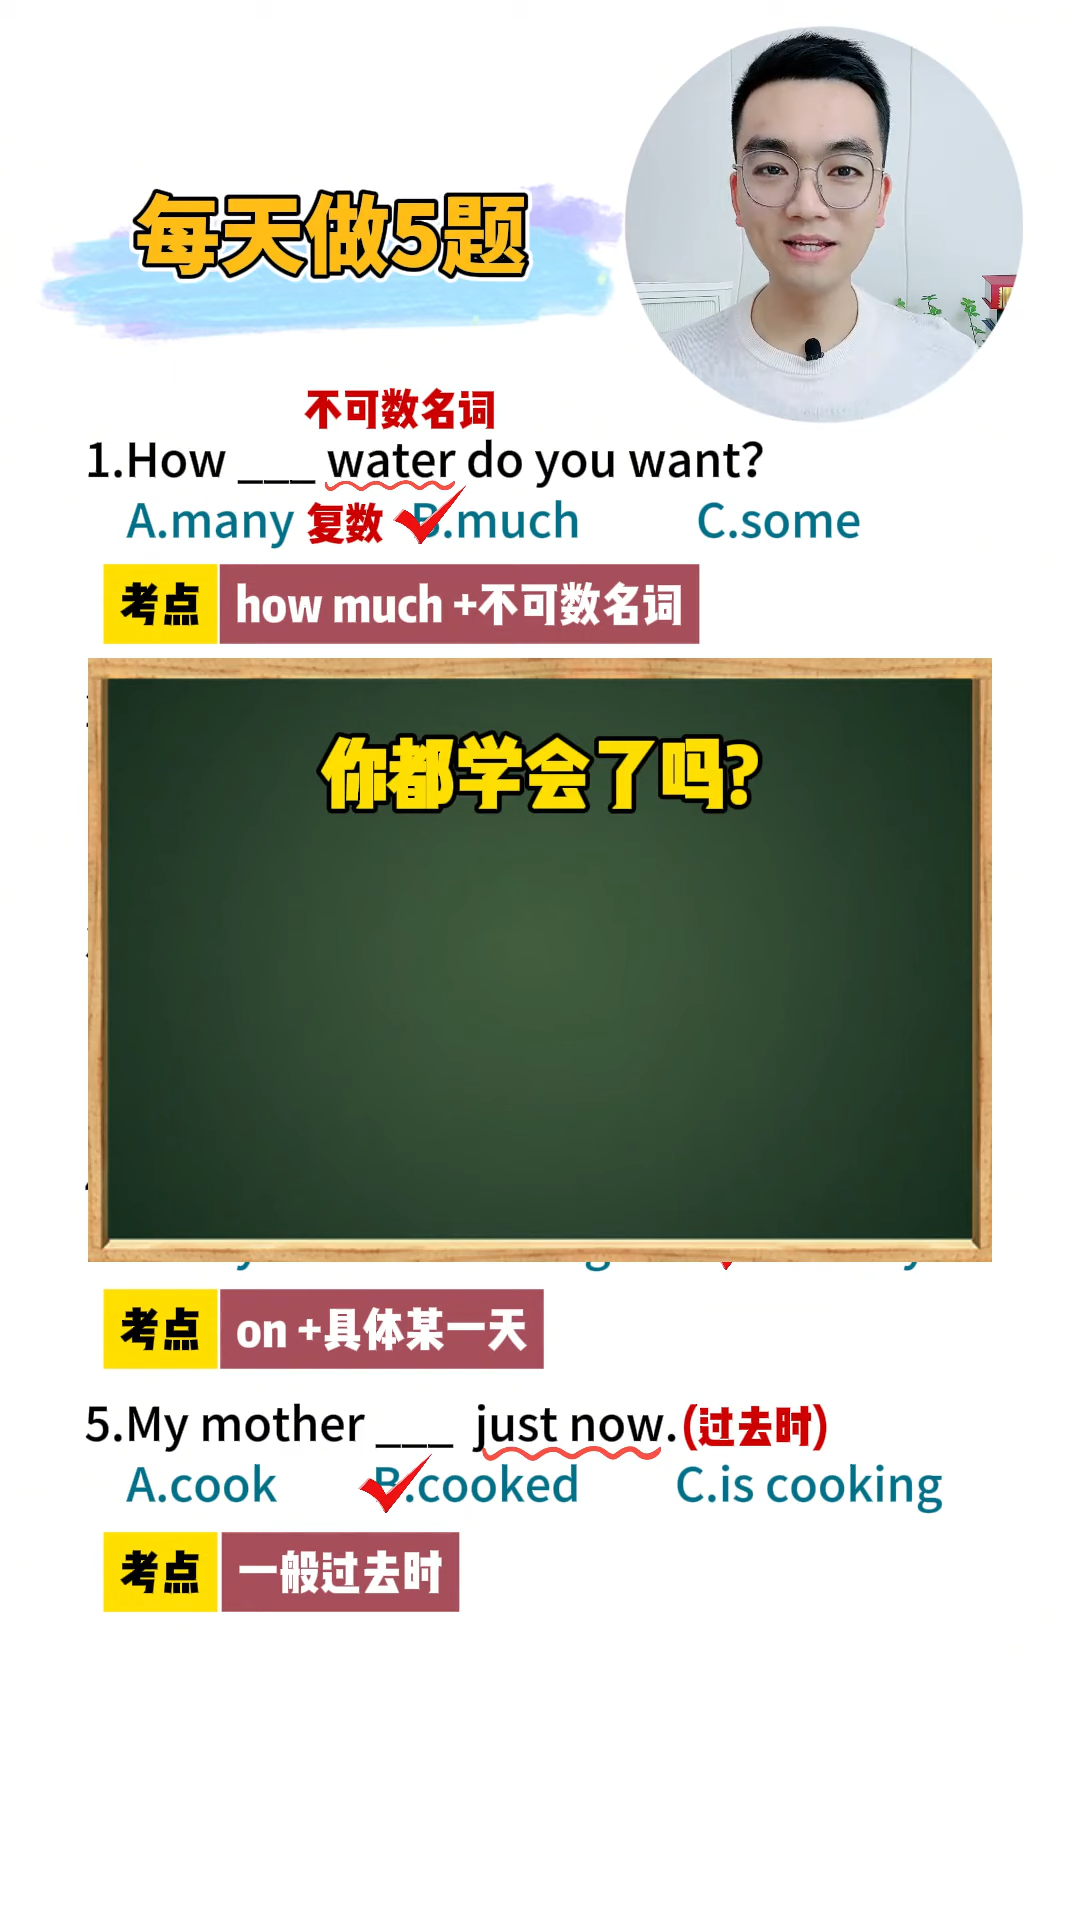 每天做5题
不可数名词
1.How ___ water do you want?
A.many 复数 B.much C.some
考点 how much +不可数名词
你都学会了吗?
考点 on +具体某一天
5.My mother ___ just now.(过去时)
A.cook B.cooked C.is cooking
考点 一般过去时